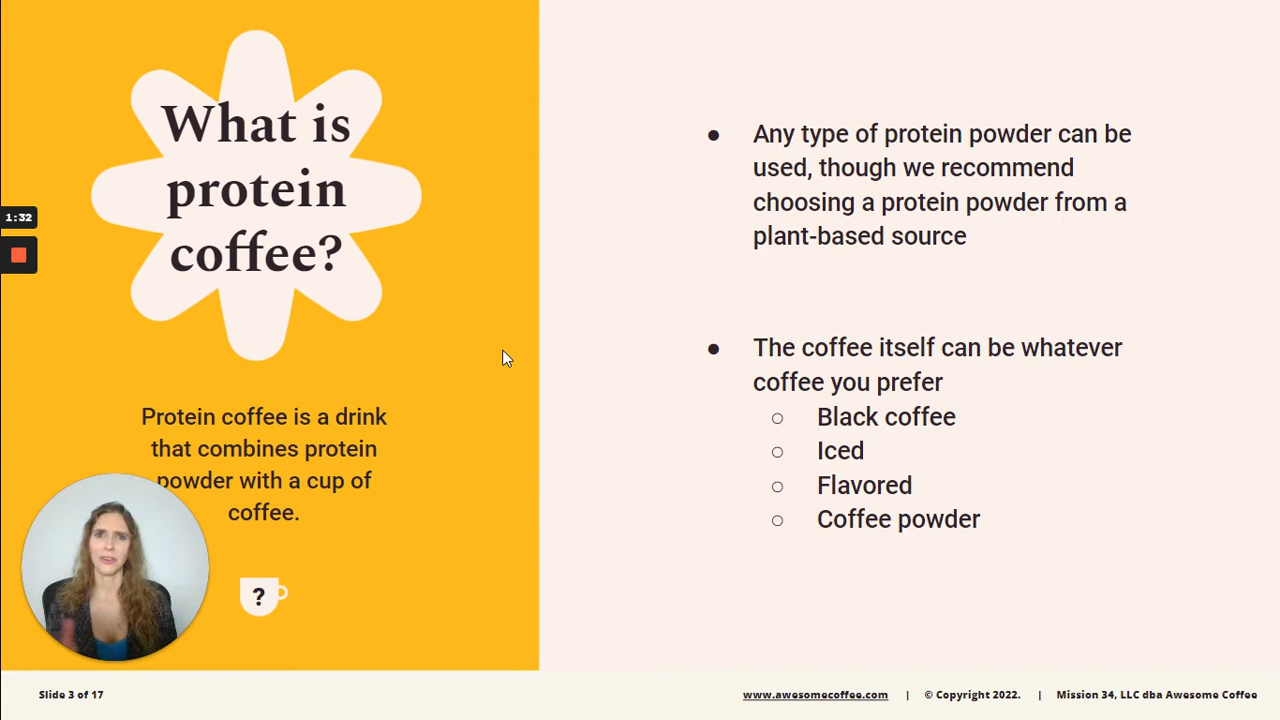 What is
protein
coffee?
1:32
Protein coffee is a drink
that combines protein
powder with a cup of
coffee.
?
● Any type of protein powder can be
used, though we recommend
choosing a protein powder from a
plant-based source
● The coffee itself can be whatever
coffee you prefer
○ Black coffee
○ Iced
○ Flavored
○ Coffee powder
Slide 3 of 17
www.awesomecoffee.com | © Copyright 2022. | Mission 34, LLC dba Awesome Coffee